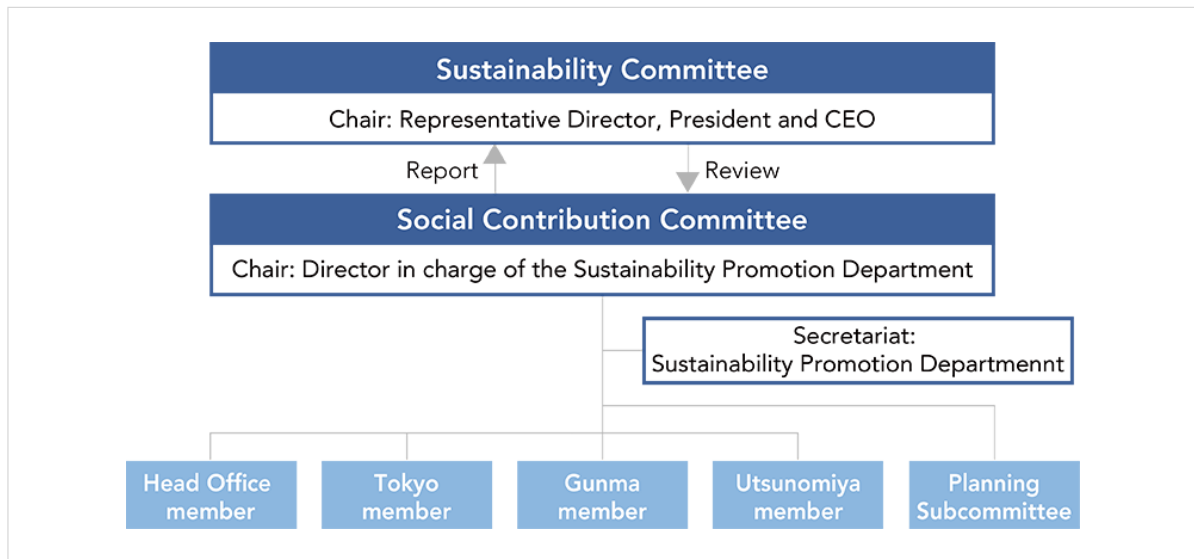 Sustainability Committee
Chair: Representative Director, President and CEO
Report
Review
Social Contribution Committee
Chair: Director in charge of the Sustainability Promotion Department
Secretariat:
Sustainability Promotion Departmennt
Head Office
member
Tokyo
member
Gunma
member
Utsunomiya
member
Planning
Subcommittee